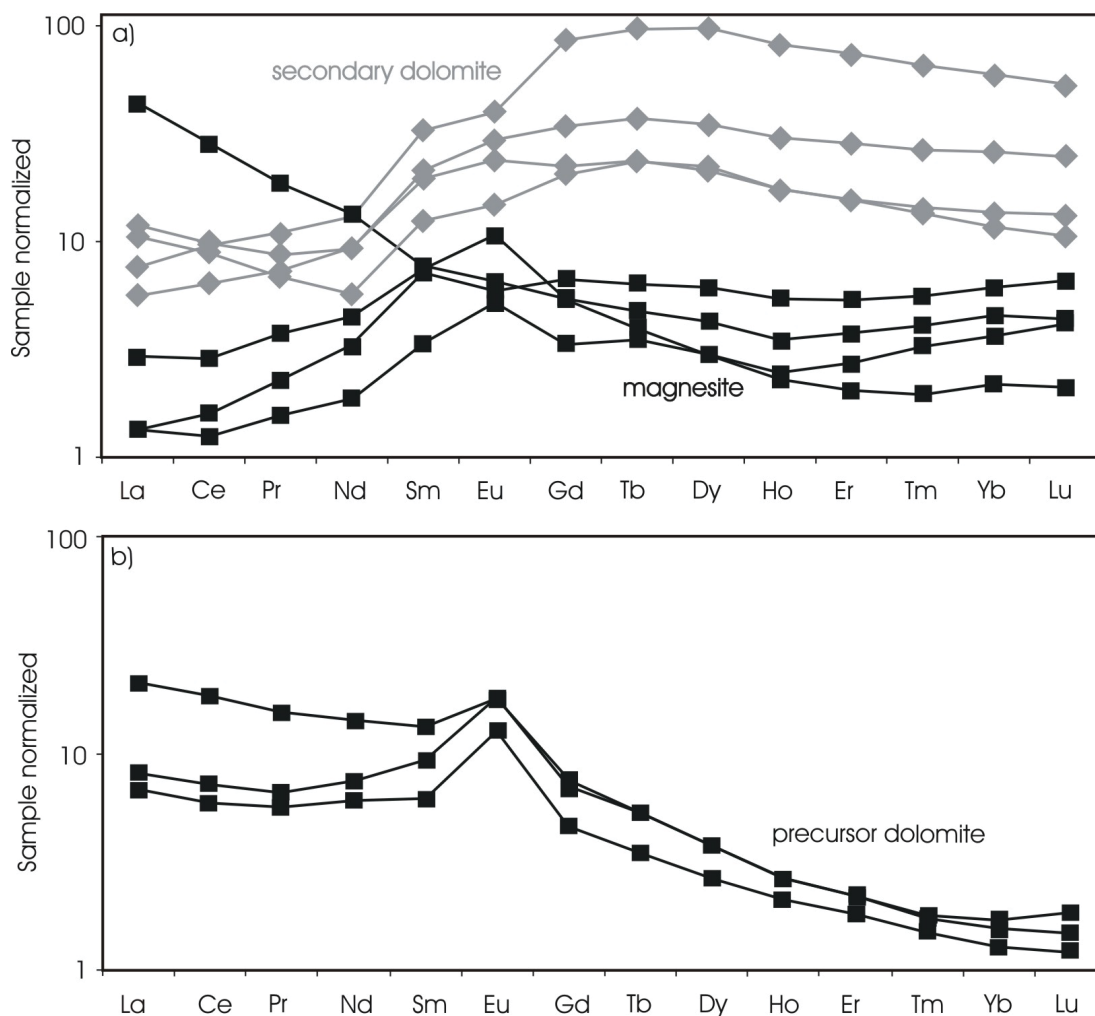 100
a)
secondary dolomite
10
Sample normalized
magnesite
1
La Ce Pr Nd Sm Eu Gd Tb Dy Ho Er Tm Yb Lu
100
b)
10
Sample normalized
precursor dolomite
1
La Ce Pr Nd Sm Eu Gd Tb Dy Ho Er Tm Yb Lu